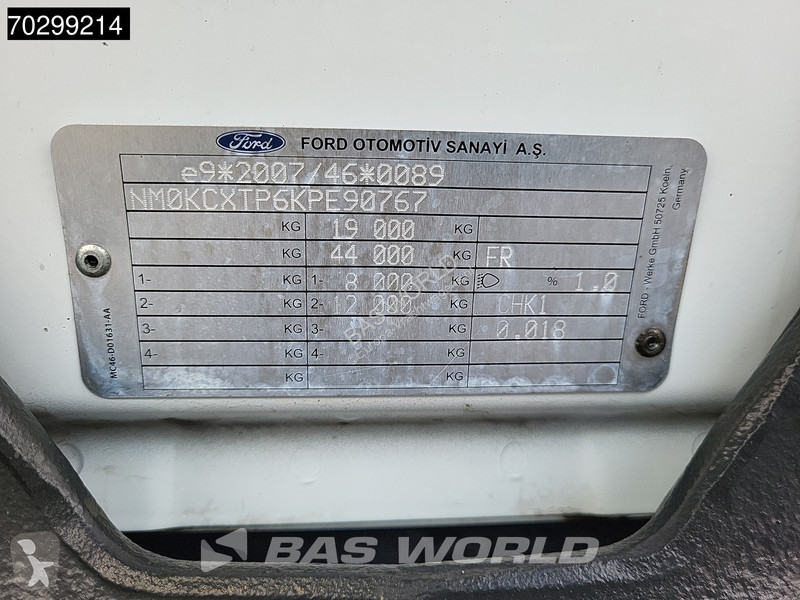 70299214
Ford FORD OTOMOTİV SANAYİ A.Ş.
e9*2007/46*0089
NM0KCXTP6KPE90767
KG 19 000
KG 44 000 KG FR
1- KG 1- 8 000 KG % 1.0
2- KG 2- 12 000 KG CHK1
3- KG 3- KG 0.018
4- KG 4- KG
KG KG
MC46-D01631-AA
FORD - Werke GmbH 50725 Koeln
Germany
BAS WORLD
BAS WORLD